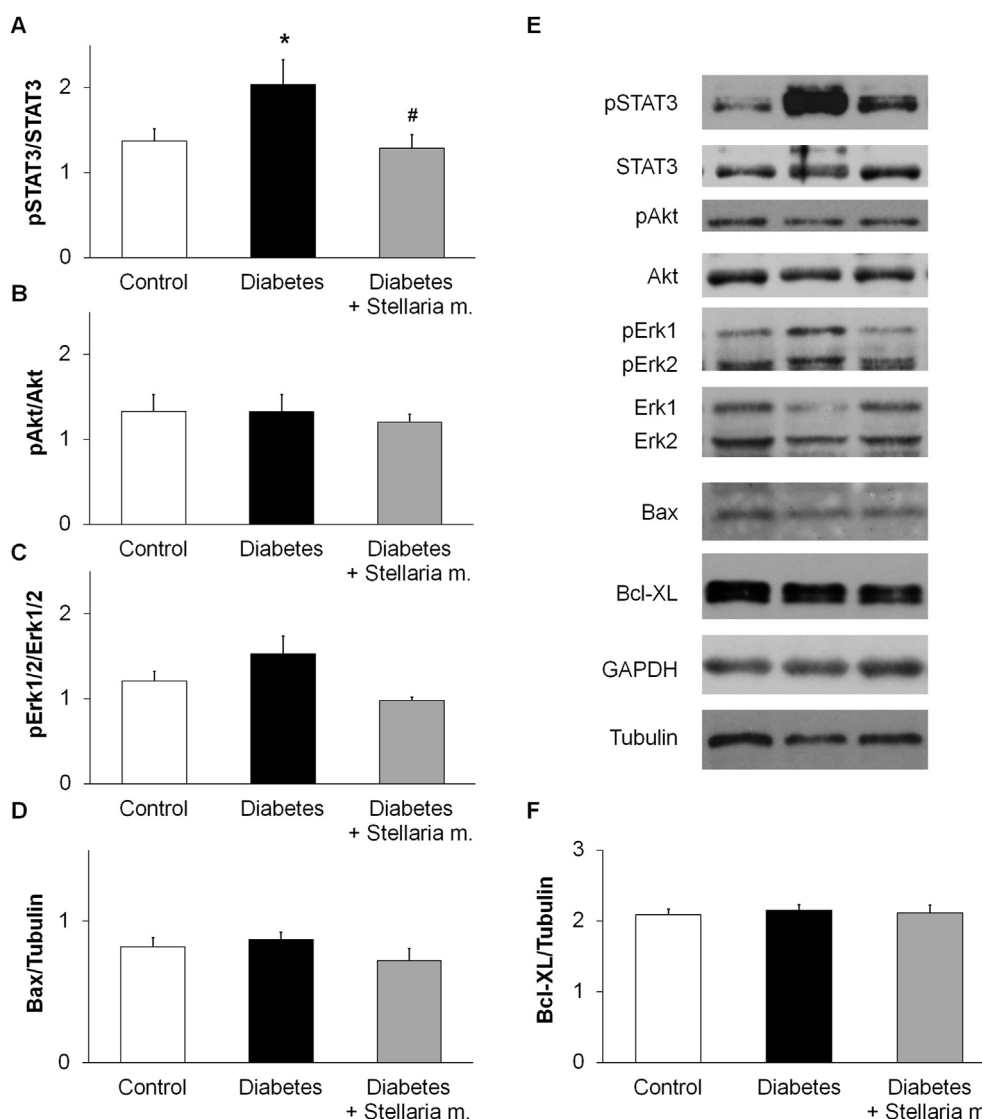 A
pSTAT3/STAT3
2
1
0
*
#
Control
Diabetes
Diabetes
+ Stellaria m.
B
pAkt/Akt
2
1
0
Control
Diabetes
Diabetes
+ Stellaria m.
C
pErk1/2/Erk1/2
2
1
0
Control
Diabetes
Diabetes
+ Stellaria m.
D
Bax/Tubulin
1
0
Control
Diabetes
Diabetes
+ Stellaria m.
E
pSTAT3
STAT3
pAkt
Akt
pErk1
pErk2
Erk1
Erk2
Bax
Bcl-XL
GAPDH
Tubulin
F
Bcl-XL/Tubulin
3
2
1
0
Control
Diabetes
Diabetes
+ Stellaria m